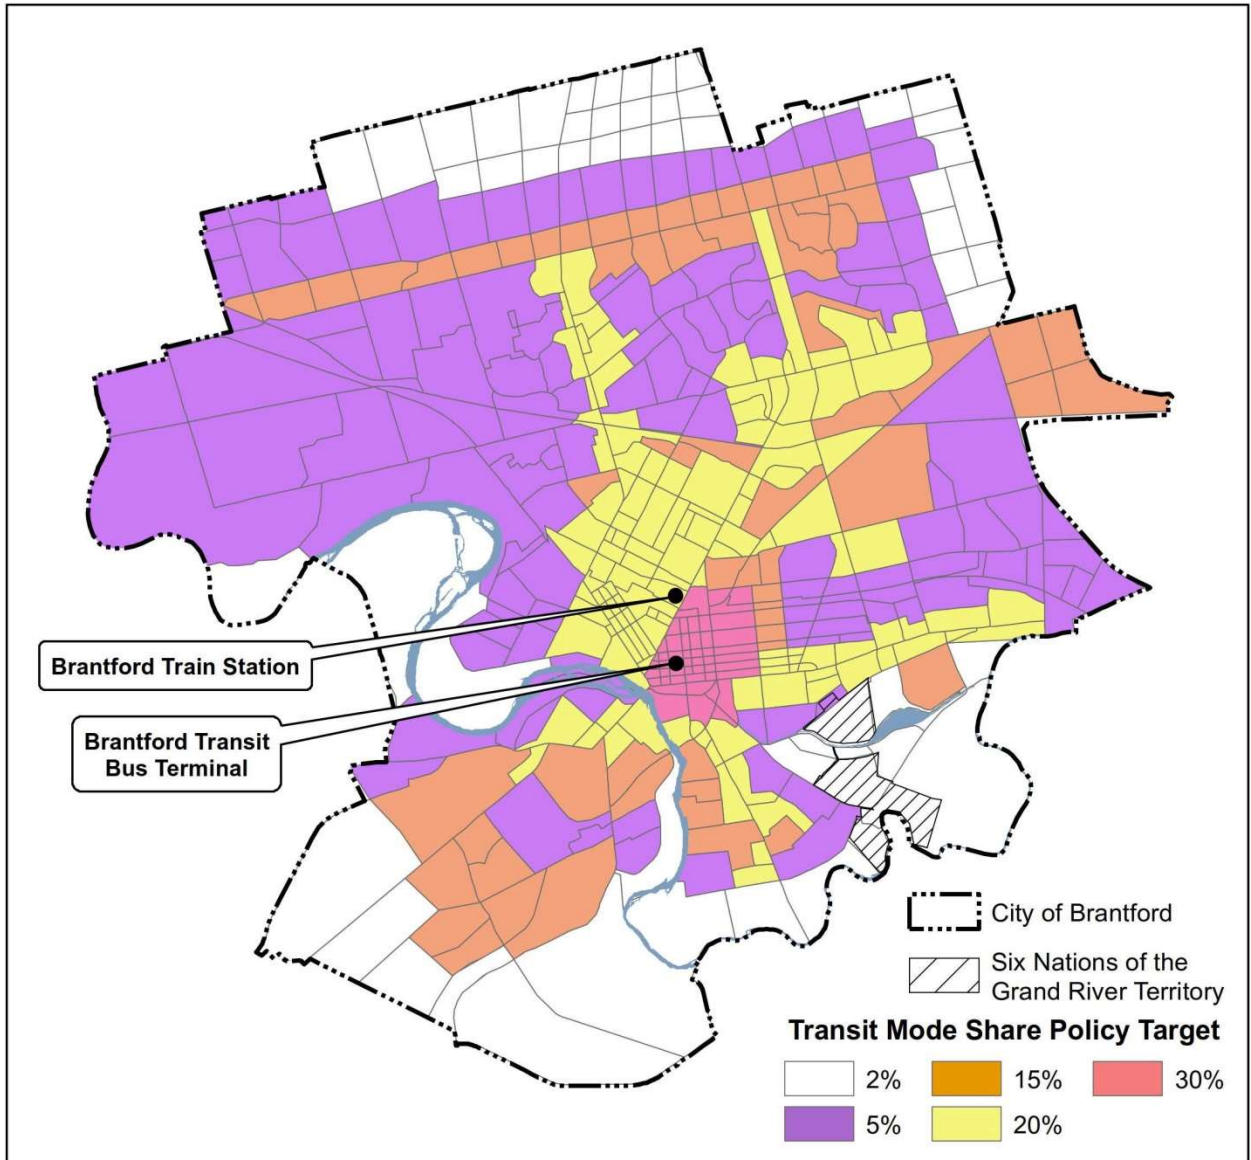 Brantford Train Station
Brantford Transit
Bus Terminal
City of Brantford
Six Nations of the
Grand River Territory
Transit Mode Share Policy Target
2% 15% 30%
5% 20%